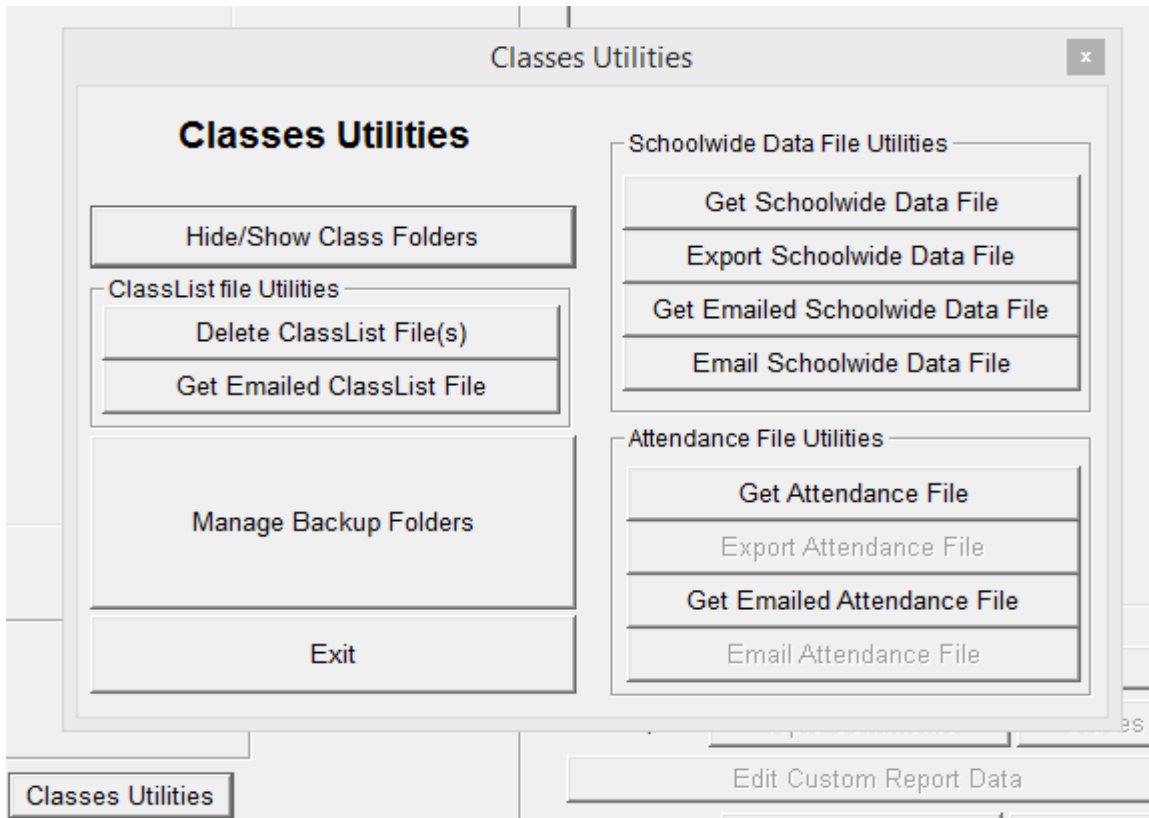 Classes Utilities
x
Classes Utilities
Hide/Show Class Folders
ClassList file Utilities
Delete ClassList File(s)
Get Emailed ClassList File
Manage Backup Folders
Exit
Schoolwide Data File Utilities
Get Schoolwide Data File
Export Schoolwide Data File
Get Emailed Schoolwide Data File
Email Schoolwide Data File
Attendance File Utilities
Get Attendance File
Export Attendance File
Get Emailed Attendance File
Email Attendance File
Edit Custom Report Data
Classes Utilities